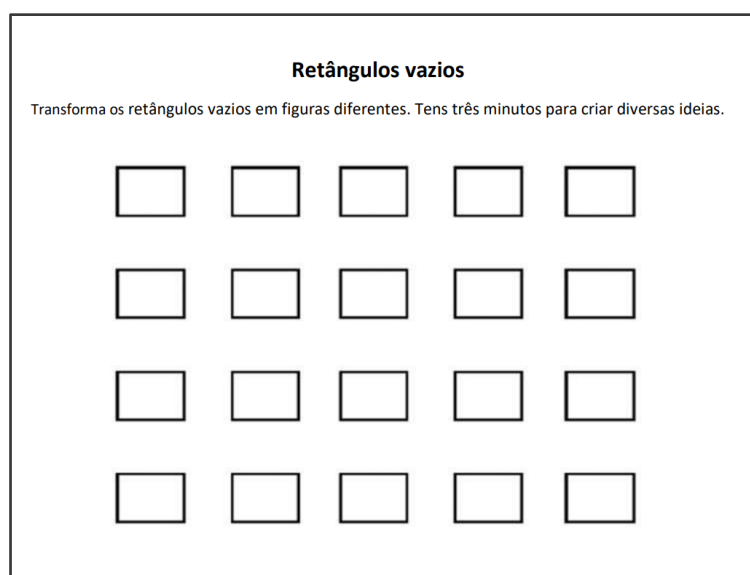 Retângulos vazios
Transforma os retângulos vazios em figuras diferentes. Tens três minutos para criar diversas ideias.